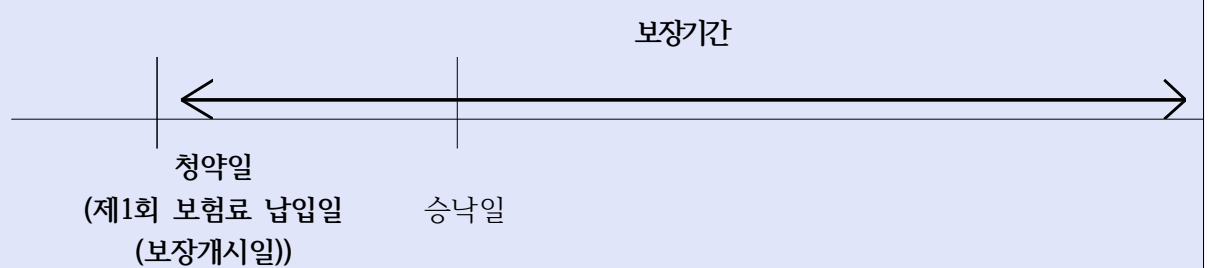 보장기간
청약일
(제1회 보험료 납입일
(보장개시일))
승낙일